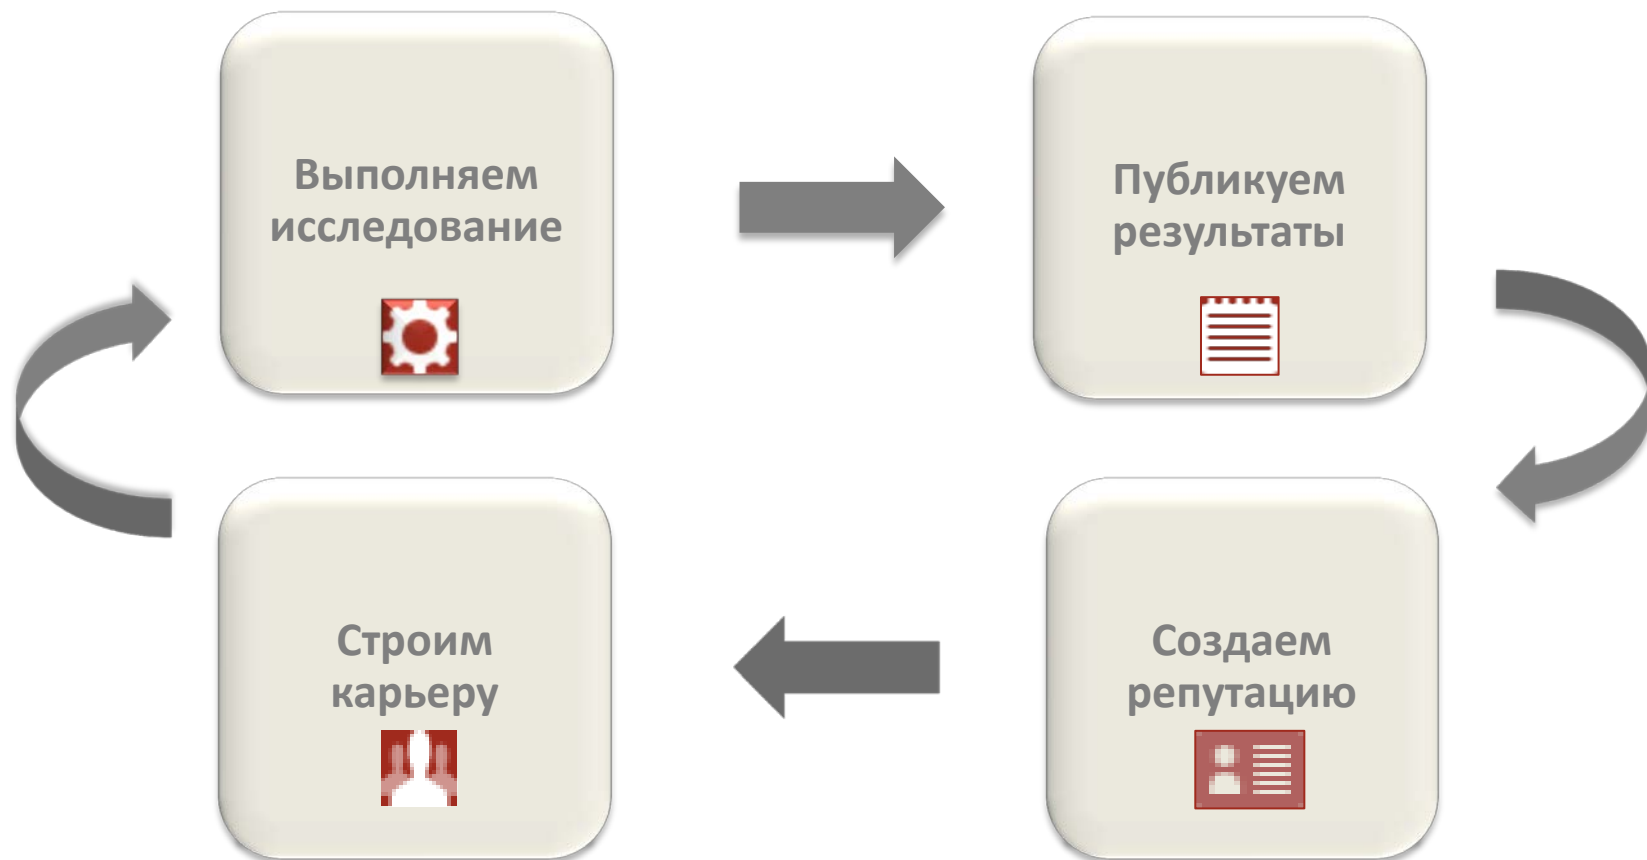 Выполняем
исследование
Публикуем
результаты
Строим
карьеру
Создаем
репутацию